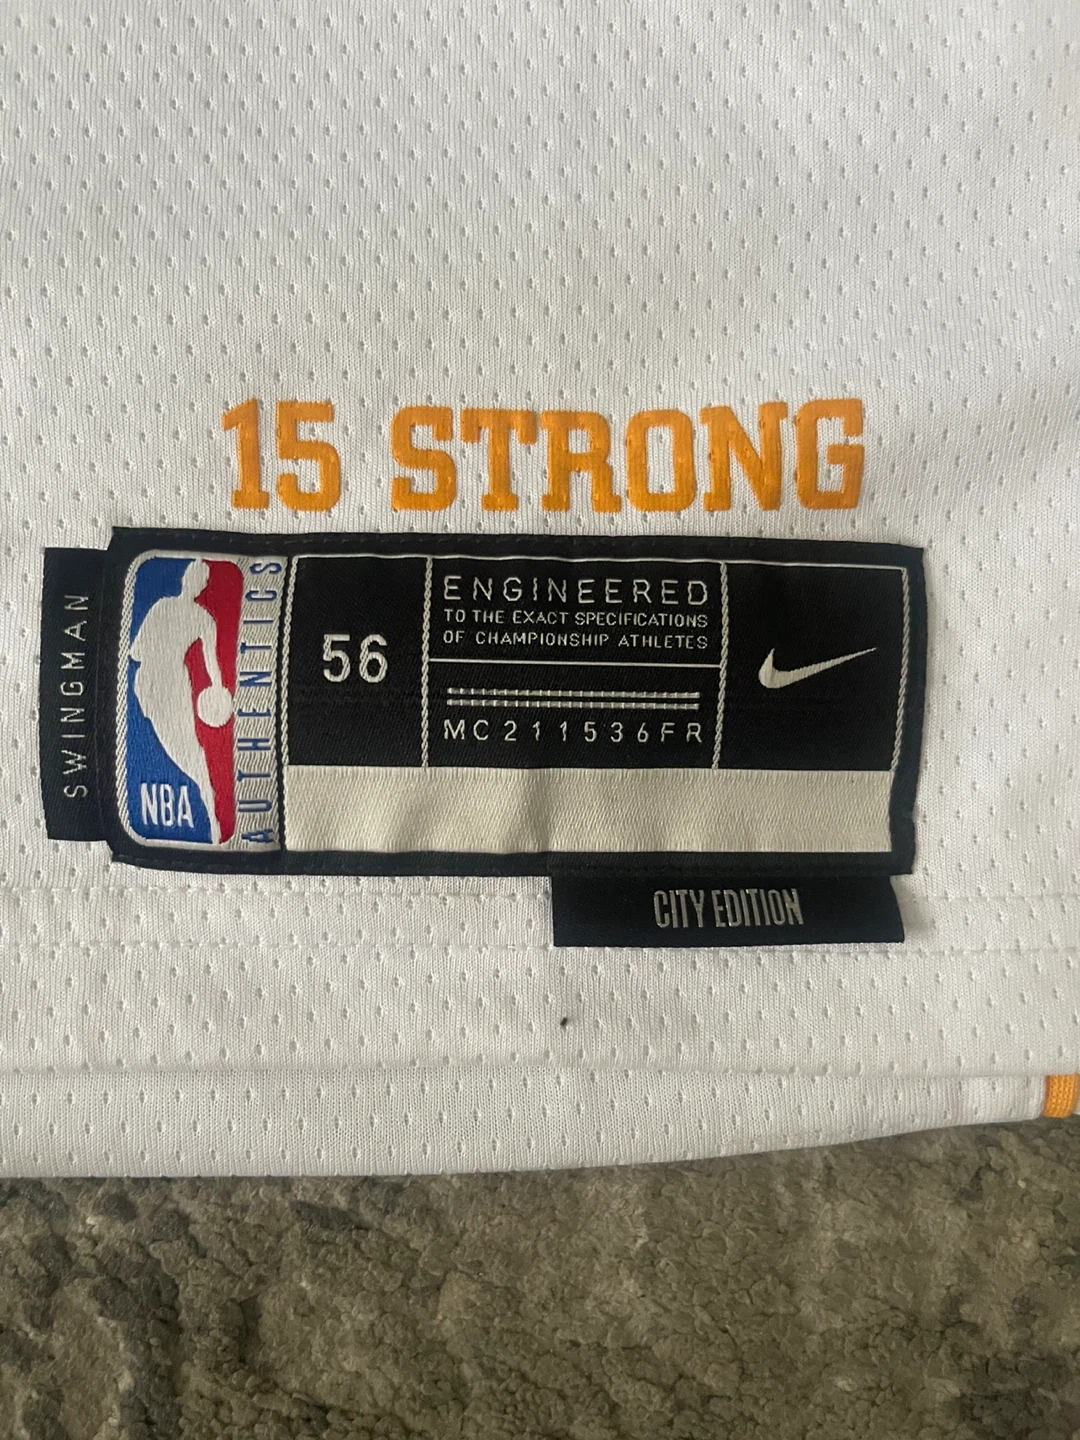 15 STRONG
SWINGMAN
NBA
AUTHENTICS
56
ENGINEERED
TO THE EXACT SPECIFICATIONS
OF CHAMPIONSHIP ATHLETES
MC211536FR
CITY EDITION